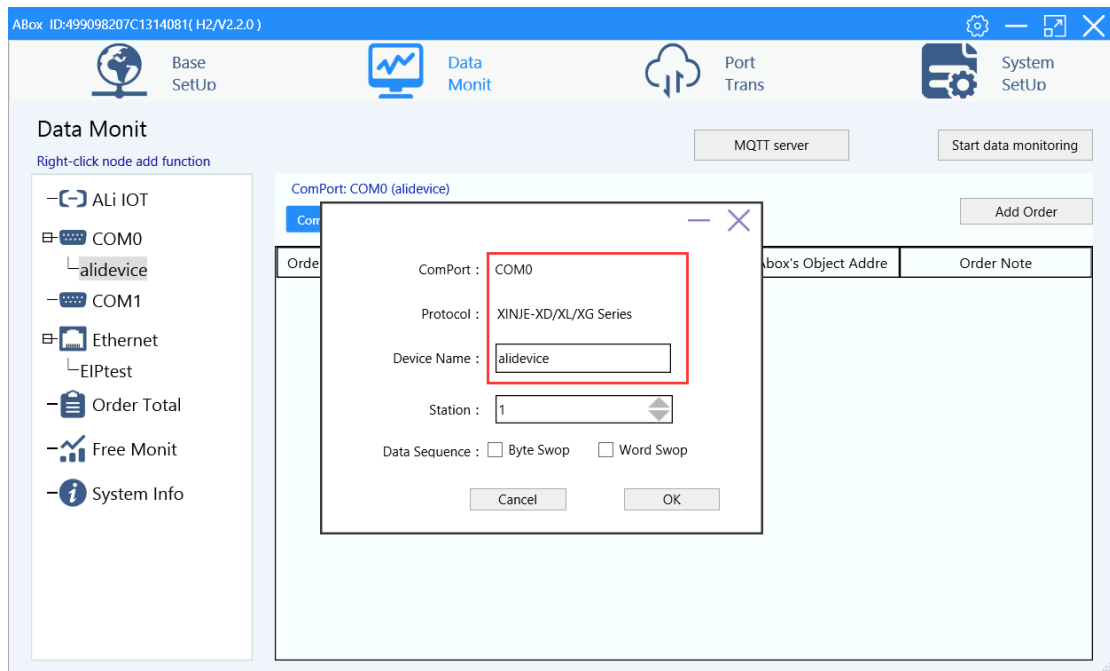 ABox ID:499098207C1314081( H2/V2.2.0 )
Base
SetUp
Data
Monit
Port
Trans
System
SetUp
Data Monit
Right-click node add function
MQTT server
Start data monitoring
ALi IOT
COM0
alidevice
COM1
Ethernet
EIPtest
Order Total
Free Monit
System Info
ComPort: COM0 (alidevice)
Com
Add Order
Orde
Abox's Object Addre
Order Note
ComPort : COM0
Protocol : XINJE-XD/XL/XG Series
Device Name : alidevice
Station : 1
Data Sequence : Byte Swop Word Swop
Cancel OK